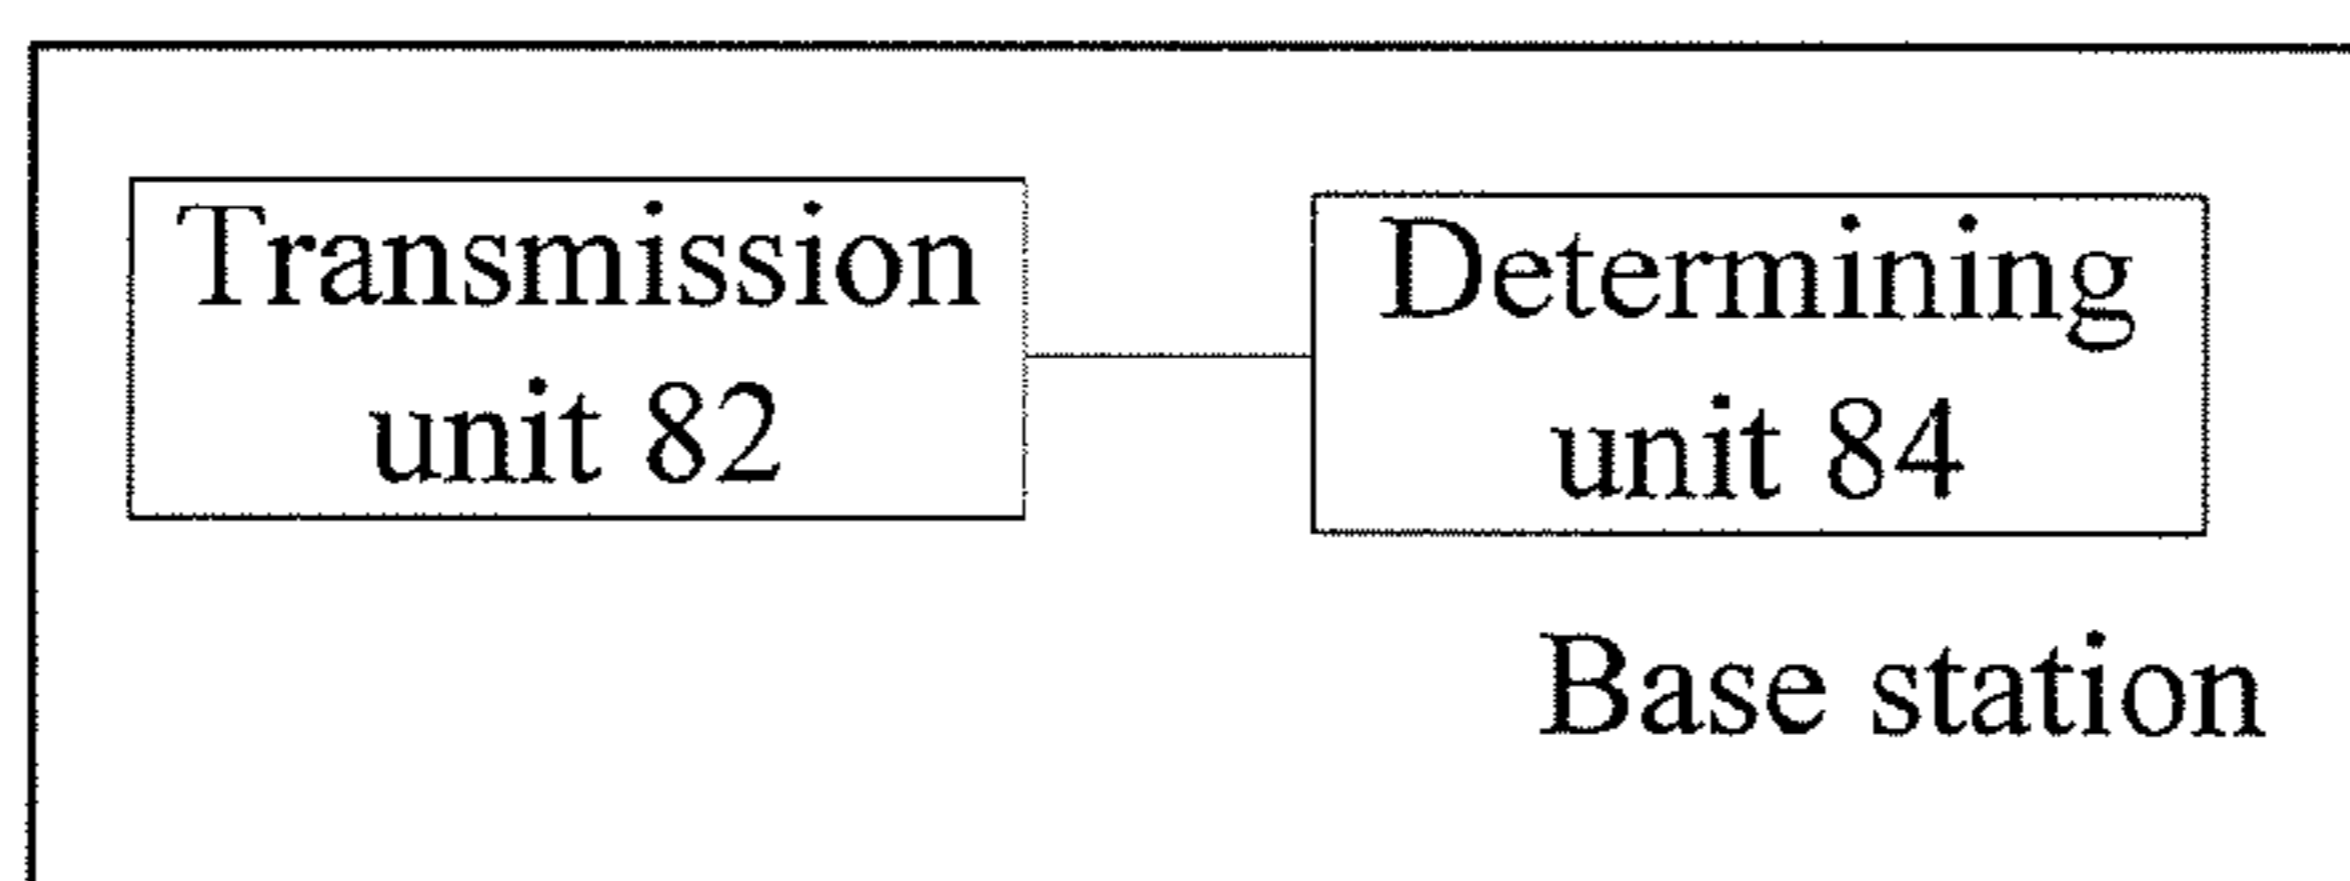 Transmission
unit 82
Determining
unit 84
Base station